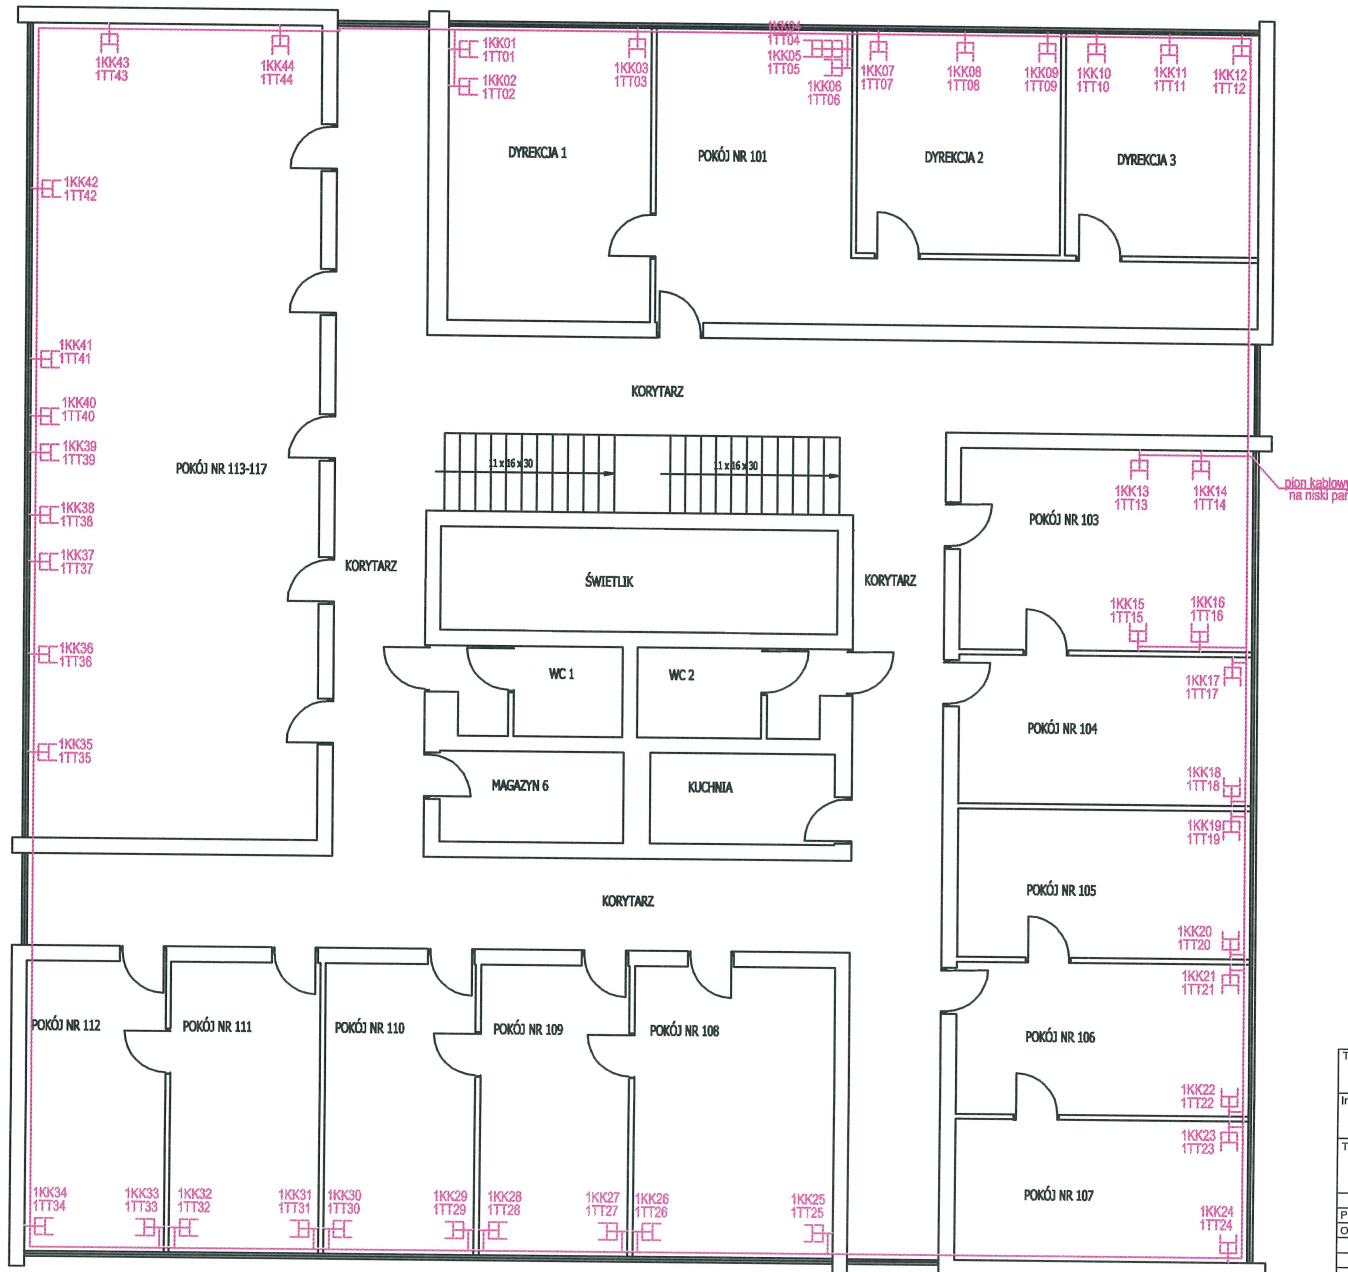 1KK43
1TT43
1KK44
1TT44
1KK01
1TT01
1KK02
1TT02
1KK03
1TT03
1KK04
1TT04
1KK05
1TT05
1KK06
1TT06
1KK07
1TT07
1KK08
1TT08
1KK09
1TT09
1KK10
1TT10
1KK11
1TT11
1KK12
1TT12
DYREKCJA 1
POKÓJ NR 101
DYREKCJA 2
DYREKCJA 3
1KK42
1TT42
1KK41
1TT41
1KK40
1TT40
1KK39
1TT39
1KK38
1TT38
1KK37
1TT37
1KK36
1TT36
1KK35
1TT35
POKÓJ NR 113-117
KORYTARZ
11 x 16 x 30
11 x 16 x 30
KORYTARZ
ŚWIETLIK
KORYTARZ
1KK13
1TT13
1KK14
1TT14
pion kablowy
na niski
POKÓJ NR 103
1KK15
1TT15
1KK16
1TT16
WC 1
WC 2
1KK17
1TT17
POKÓJ NR 104
MAGAZYN 6
KUCHNIA
1KK18
1TT18
1KK19
1TT19
POKÓJ NR 105
KORYTARZ
1KK20
1TT20
1KK21
1TT21
POKÓJ NR 112
POKÓJ NR 111
POKÓJ NR 110
POKÓJ NR 109
POKÓJ NR 108
POKÓJ NR 106
1KK22
1TT22
1KK23
1TT23
POKÓJ NR 107
1KK34
1TT34
1KK33
1TT33
1KK32
1TT32
1KK31
1TT31
1KK30
1TT30
1KK29
1TT29
1KK28
1TT28
1KK27
1TT27
1KK26
1TT26
1KK25
1TT25
1KK24
1TT24